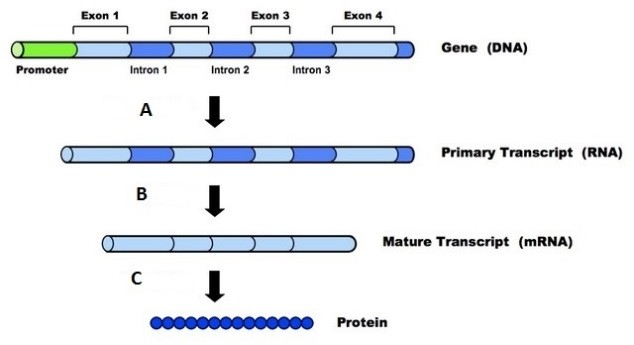 Exon 1 Exon 2 Exon 3 Exon 4
Gene (DNA)
Promoter Intron 1 Intron 2 Intron 3
A
Primary Transcript (RNA)
B
Mature Transcript (mRNA)
C
Protein